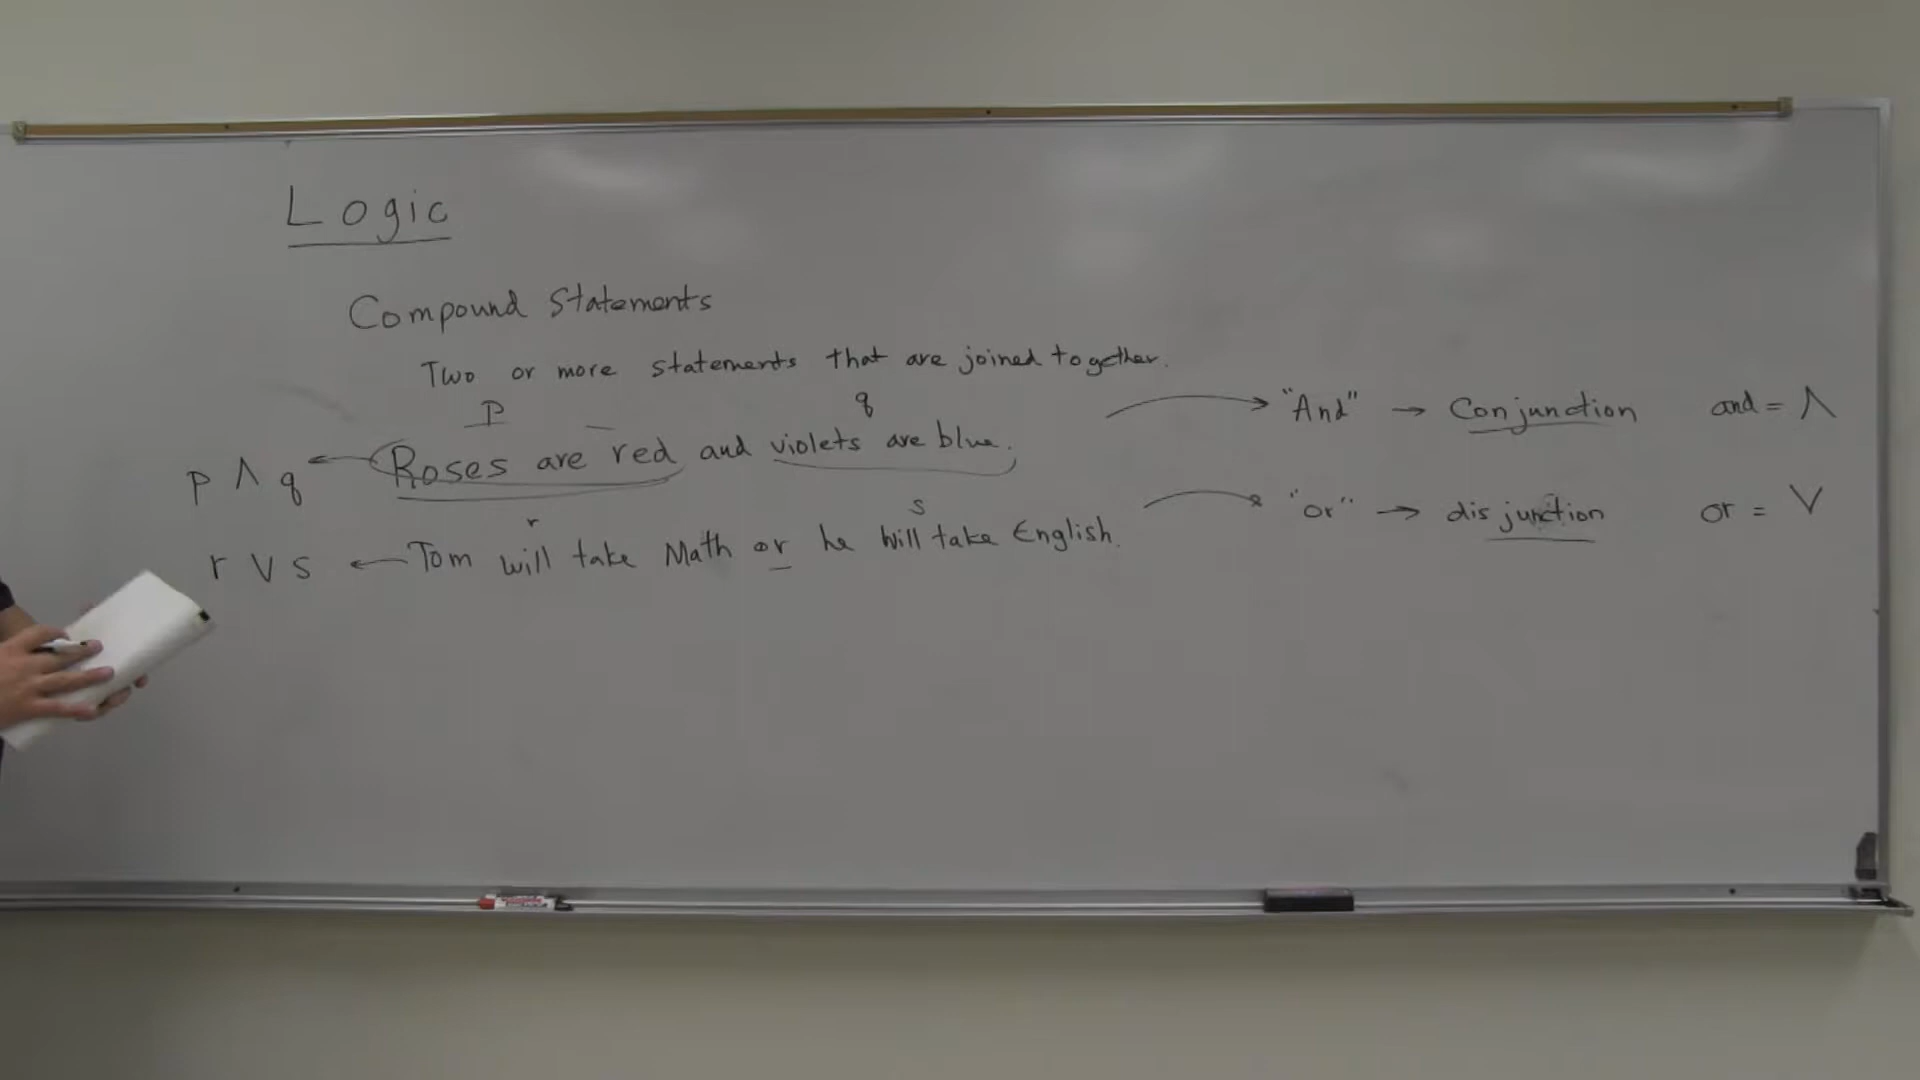 Logic
Compound Statements
Two or more statements that are joined together.
P q
p ∧ q ← Roses are red and violets are blue. → "And" → Conjunction and = ∧
r s
r ∨ s ← Tom will take Math or he will take English. → "or" → disjunction or = ∨